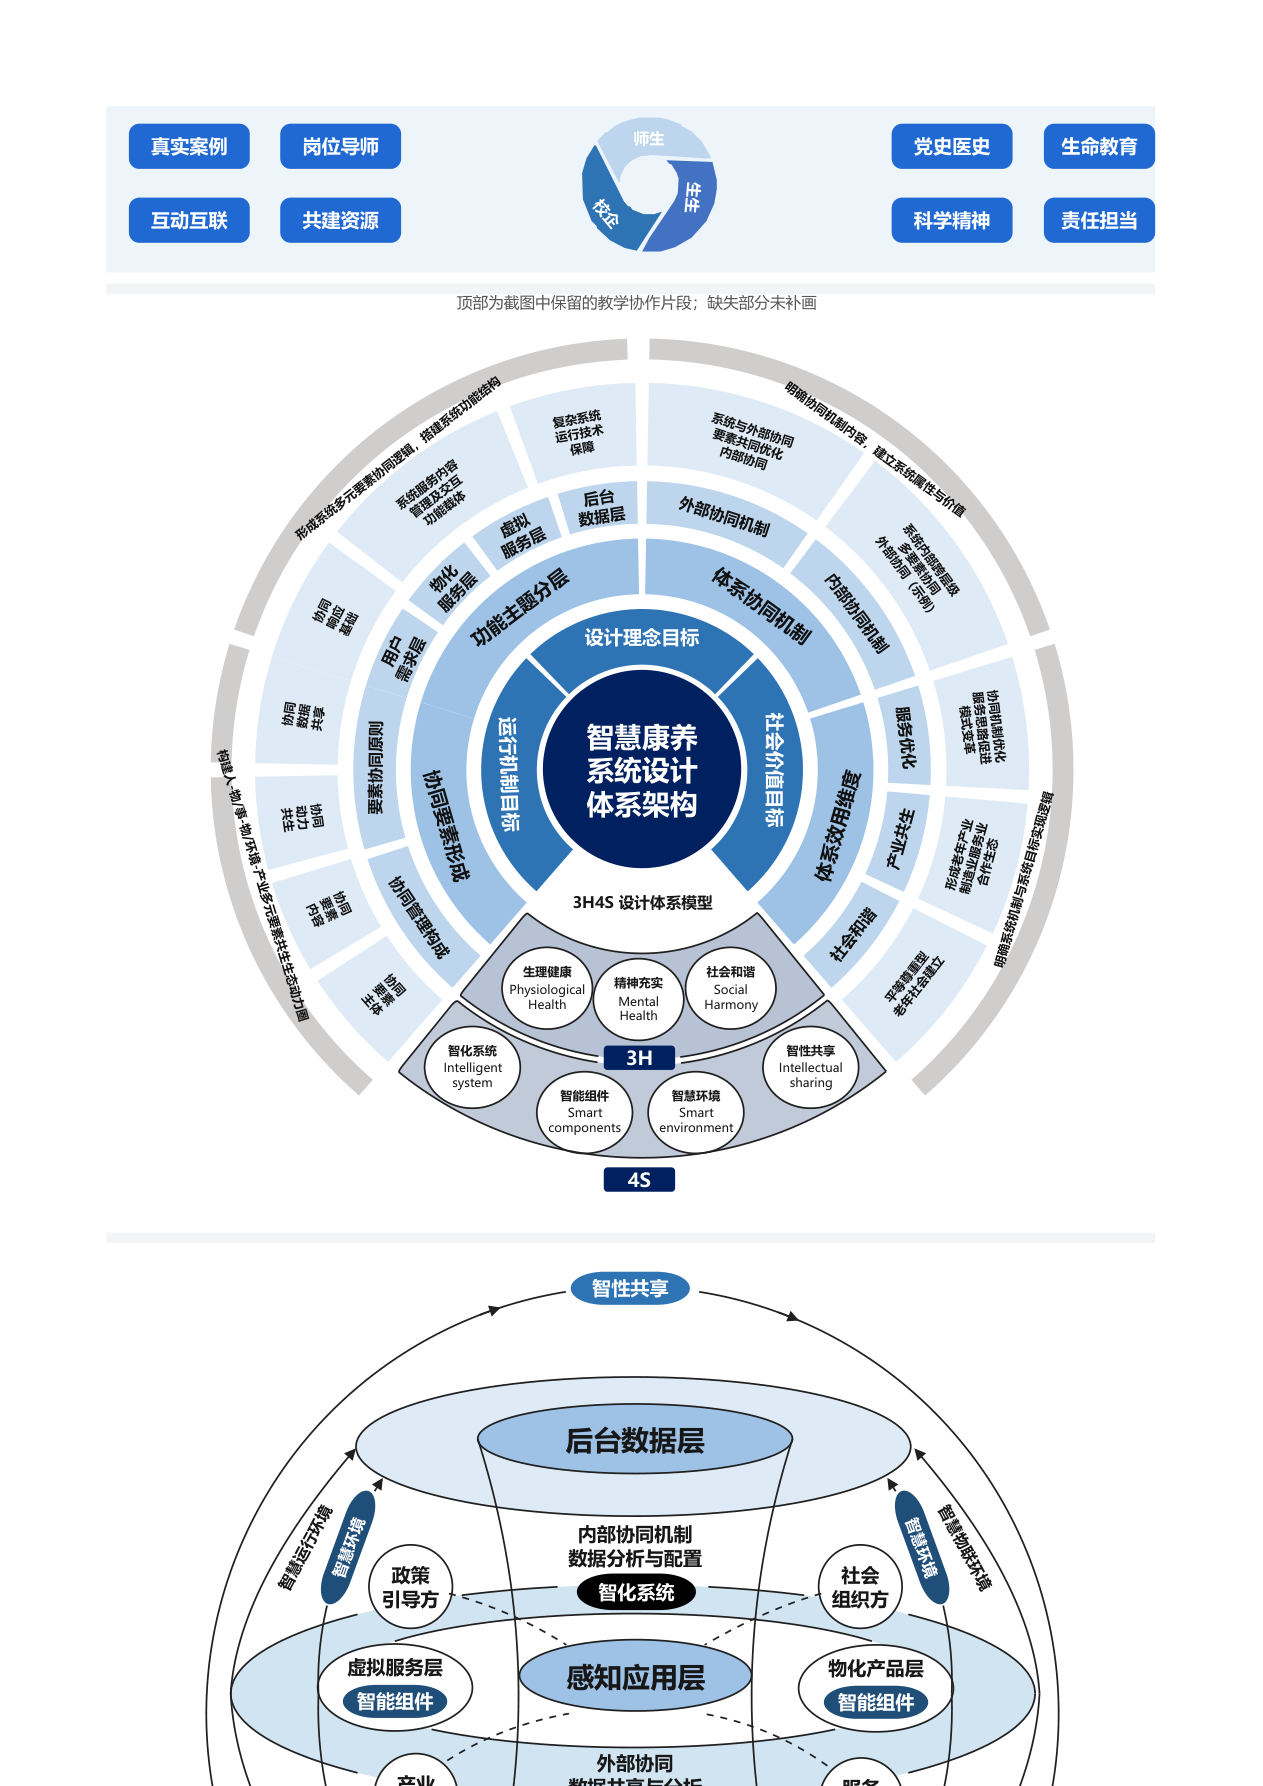 真实案例
岗位导师
师生
党史医史
生命教育
生生
互动互联
共建资源
校企
科学精神
责任担当
顶部为截图中保留的教学协作片段；缺失部分未补画
形成系统多元要素协同逻辑，搭建系统功能结构
明确协同机制内容，建立系统属性与价值
复杂系统
运行技术
保障
系统与外部协同
要素共同优化
内部协同
系统服务内容
管理及交互
功能载体
系统内部跨层级
多要素协同
外部协同（示例）
协同
响应
基础
后台
数据层
外部协同机制
虚拟
服务层
物化
服务层
内部协同机制
用户
需求层
功能主题分层
体系协同机制
设计理念目标
协同
数据
共享
要素协同原则
运行机制目标
智慧康养
系统设计
体系架构
社会价值目标
服务优化
协同机制优化
服务思路促进
模式变革
协同
动力
共生
协同要素形成
体系效用维度
产业共生
形成老年产业
制造业服务业
合作生态
构建人-物/事-物/环境-产业多元要素共生生态动力圈
明确系统机制与系统目标实现逻辑
协同
要素
内容
协同管理构成
社会和谐
协同
要素
主体
平等尊重型
老年社会建立
3H4S 设计体系模型
生理健康
Physiological
Health
精神充实
Mental
Health
社会和谐
Social
Harmony
3H
智化系统
Intelligent
system
智能组件
Smart
components
智慧环境
Smart
environment
智性共享
Intellectual
sharing
4S
智性共享
后台数据层
智慧运行环境
智慧环境
智慧环境
智慧物联环境
内部协同机制
数据分析与配置
智化系统
政策
引导方
社会
组织方
虚拟服务层
智能组件
感知应用层
物化产品层
智能组件
外部协同
数据共享与分析
产业
服务